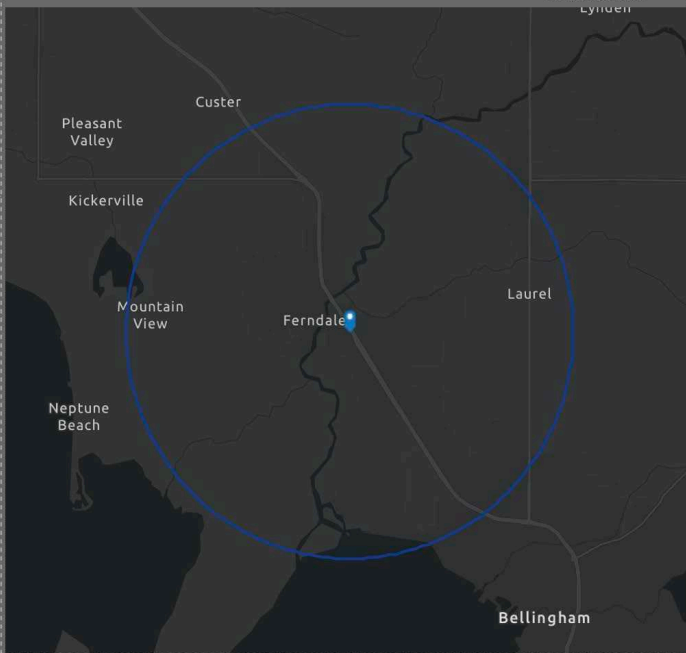 Lynden
Custer
Pleasant
Valley
Kickerville
Laurel
Mountain
View
Ferndale
Neptune
Beach
Bellingham